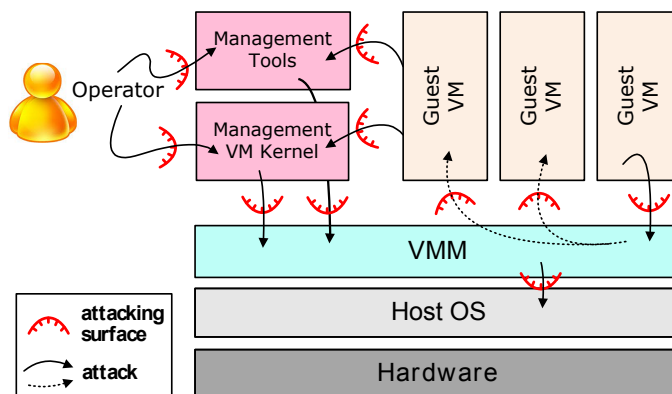 Management
Tools
Operator
Management
VM Kernel
Guest
VM
Guest
VM
Guest
VM
VMM
Host OS
Hardware
attacking
surface
attack